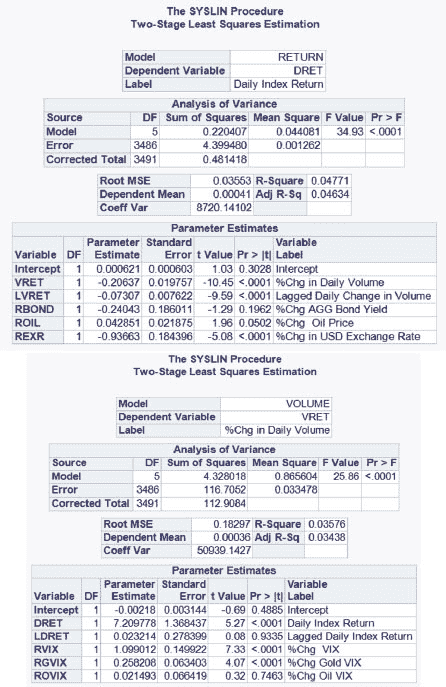 The SYSLIN Procedure
Two-Stage Least Squares Estimation
Model RETURN
Dependent Variable DRET
Label Daily Index Return
Analysis of Variance
Source DF Sum of Squares Mean Square F Value Pr > F
Model 5 0.220407 0.044081 34.93 <.0001
Error 3486 4.399480 0.001262
Corrected Total 3491 0.481418
Root MSE 0.03553 R-Square 0.04771
Dependent Mean 0.00041 Adj R-Sq 0.04634
Coeff Var 8720.14102
Parameter Estimates
Variable DF Parameter Estimate Standard Error t Value Pr > |t| Variable Label
Intercept 1 0.000621 0.000603 1.03 0.3028 Intercept
VRET 1 -0.20637 0.019757 -10.45 <.0001 %Chg in Daily Volume
LVRET 1 -0.07307 0.007622 -9.59 <.0001 Lagged Daily Change in Volume
RBOND 1 -0.24043 0.186011 -1.29 0.1962 %Chg AGG Bond Yield
ROIL 1 0.042851 0.021875 1.96 0.0502 %Chg Oil Price
REXR 1 -0.93663 0.184396 -5.08 <.0001 %Chg in USD Exchange Rate
The SYSLIN Procedure
Two-Stage Least Squares Estimation
Model VOLUME
Dependent Variable VRET
Label %Chg in Daily Volume
Analysis of Variance
Source DF Sum of Squares Mean Square F Value Pr > F
Model 5 4.328018 0.865604 25.86 <.0001
Error 3486 116.7052 0.033478
Corrected Total 3491 112.9084
Root MSE 0.18297 R-Square 0.03576
Dependent Mean 0.00036 Adj R-Sq 0.03438
Coeff Var 50939.1427
Parameter Estimates
Variable DF Parameter Estimate Standard Error t Value Pr > |t| Variable Label
Intercept 1 -0.00218 0.003144 -0.69 0.4885 Intercept
DRET 1 7.209778 1.368437 5.27 <.0001 Daily Index Return
LDRET 1 0.023214 0.278399 0.08 0.9335 Lagged Daily Index Return
RVIX 1 1.099012 0.149922 7.33 <.0001 %Chg VIX
RGVIX 1 0.258208 0.063403 4.07 <.0001 %Chg Gold VIX
ROVIX 1 0.021493 0.066419 0.32 0.7463 %Chg Oil VIX